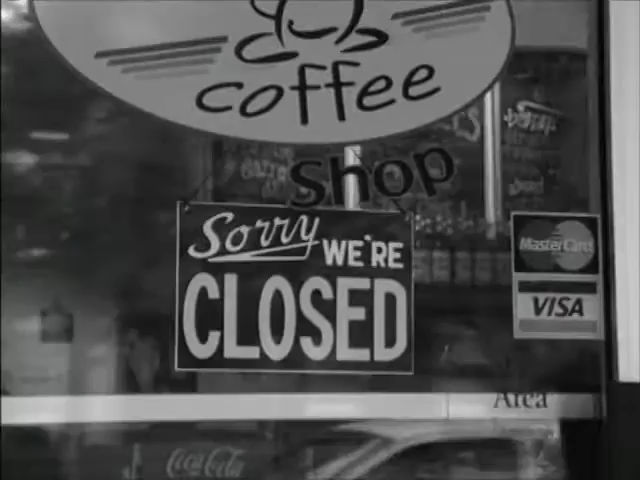 coffee
Shop
Sorry WE'RE
CLOSED
MasterCard
VISA
Area
Coca-Cola